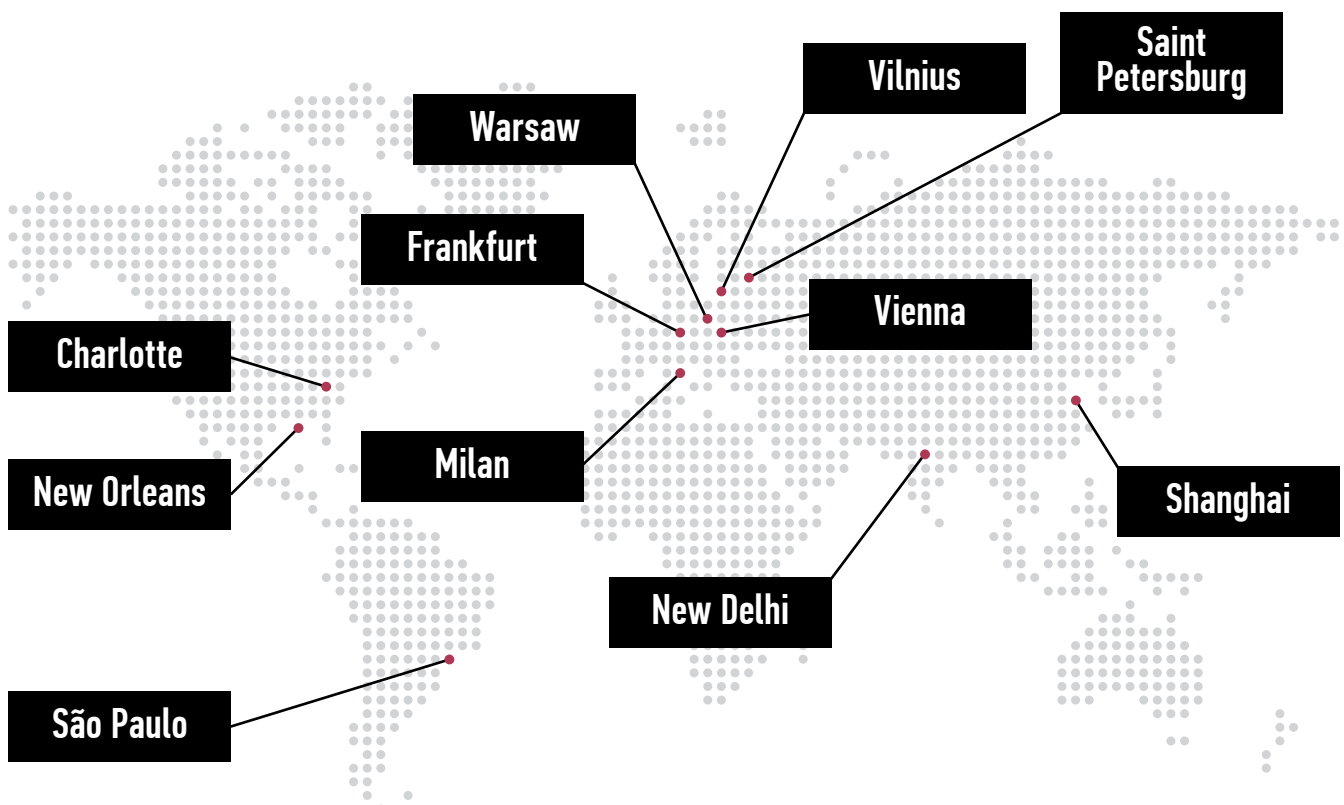 Saint
Petersburg
Vilnius
Warsaw
Frankfurt
Vienna
Charlotte
Milan
New Orleans
Shanghai
New Delhi
São Paulo